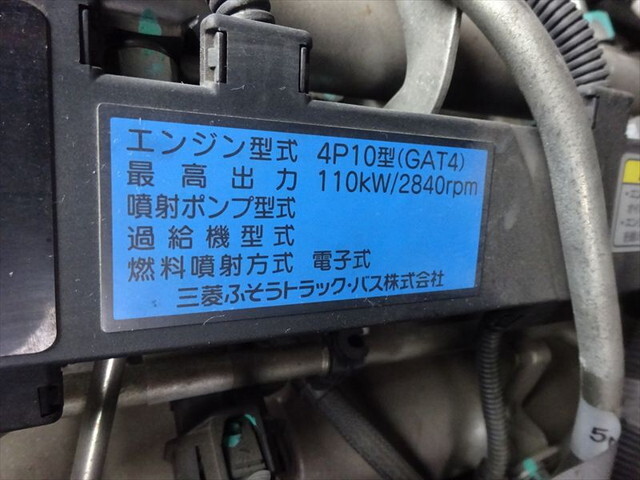 エンジン型式 4P10型(GAT4)
最高出力 110kW/2840rpm
噴射ポンプ型式
過給機型式
燃料噴射方式 電子式
三菱ふそうトラック・バス株式会社